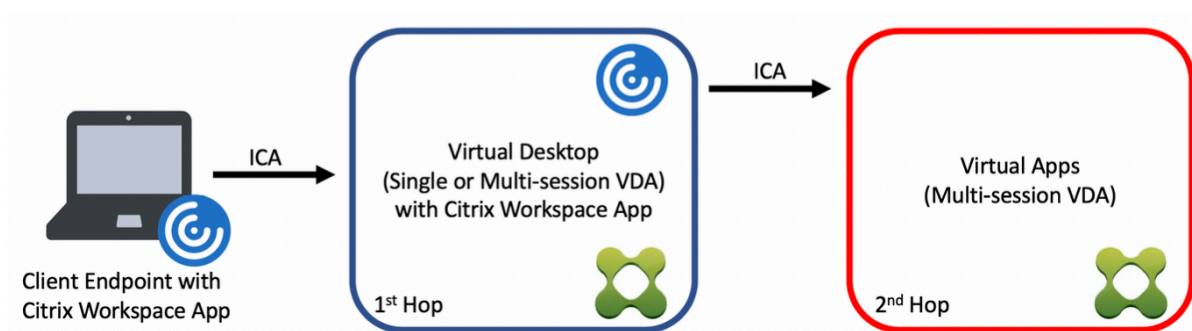 Client Endpoint with
Citrix Workspace App
ICA
Virtual Desktop
(Single or Multi-session VDA)
with Citrix Workspace App
1st Hop
ICA
Virtual Apps
(Multi-session VDA)
2nd Hop